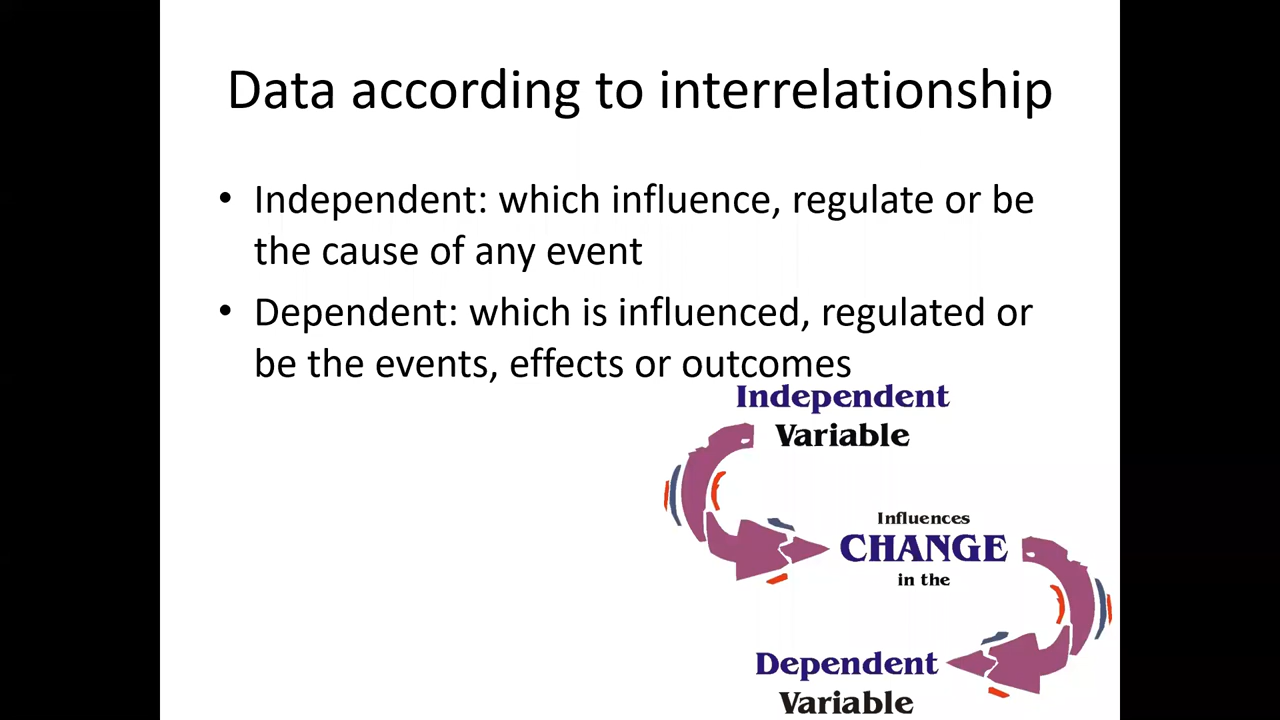 Data according to interrelationship
• Independent: which influence, regulate or be
the cause of any event
• Dependent: which is influenced, regulated or
be the events, effects or outcomes
Independent
Variable
Influences
CHANGE
in the
Dependent
Variable